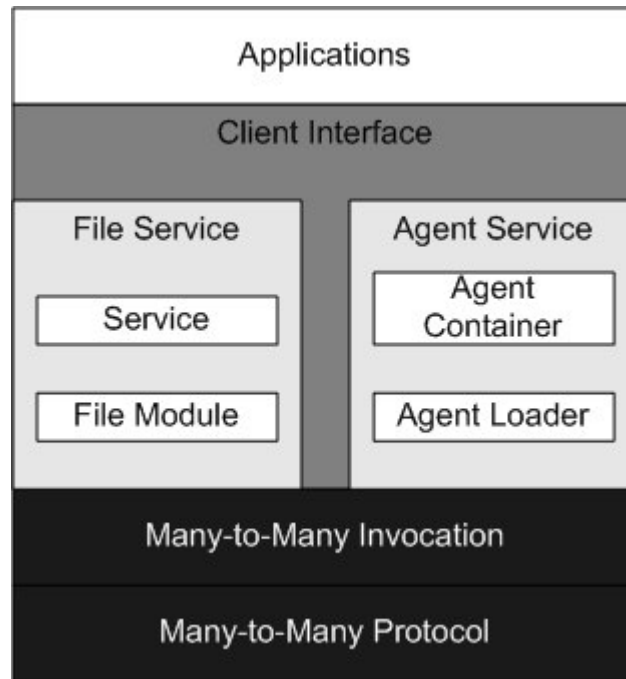 Applications
Client Interface
File Service
Service
File Module
Agent Service
Agent
Container
Agent Loader
Many-to-Many Invocation
Many-to-Many Protocol